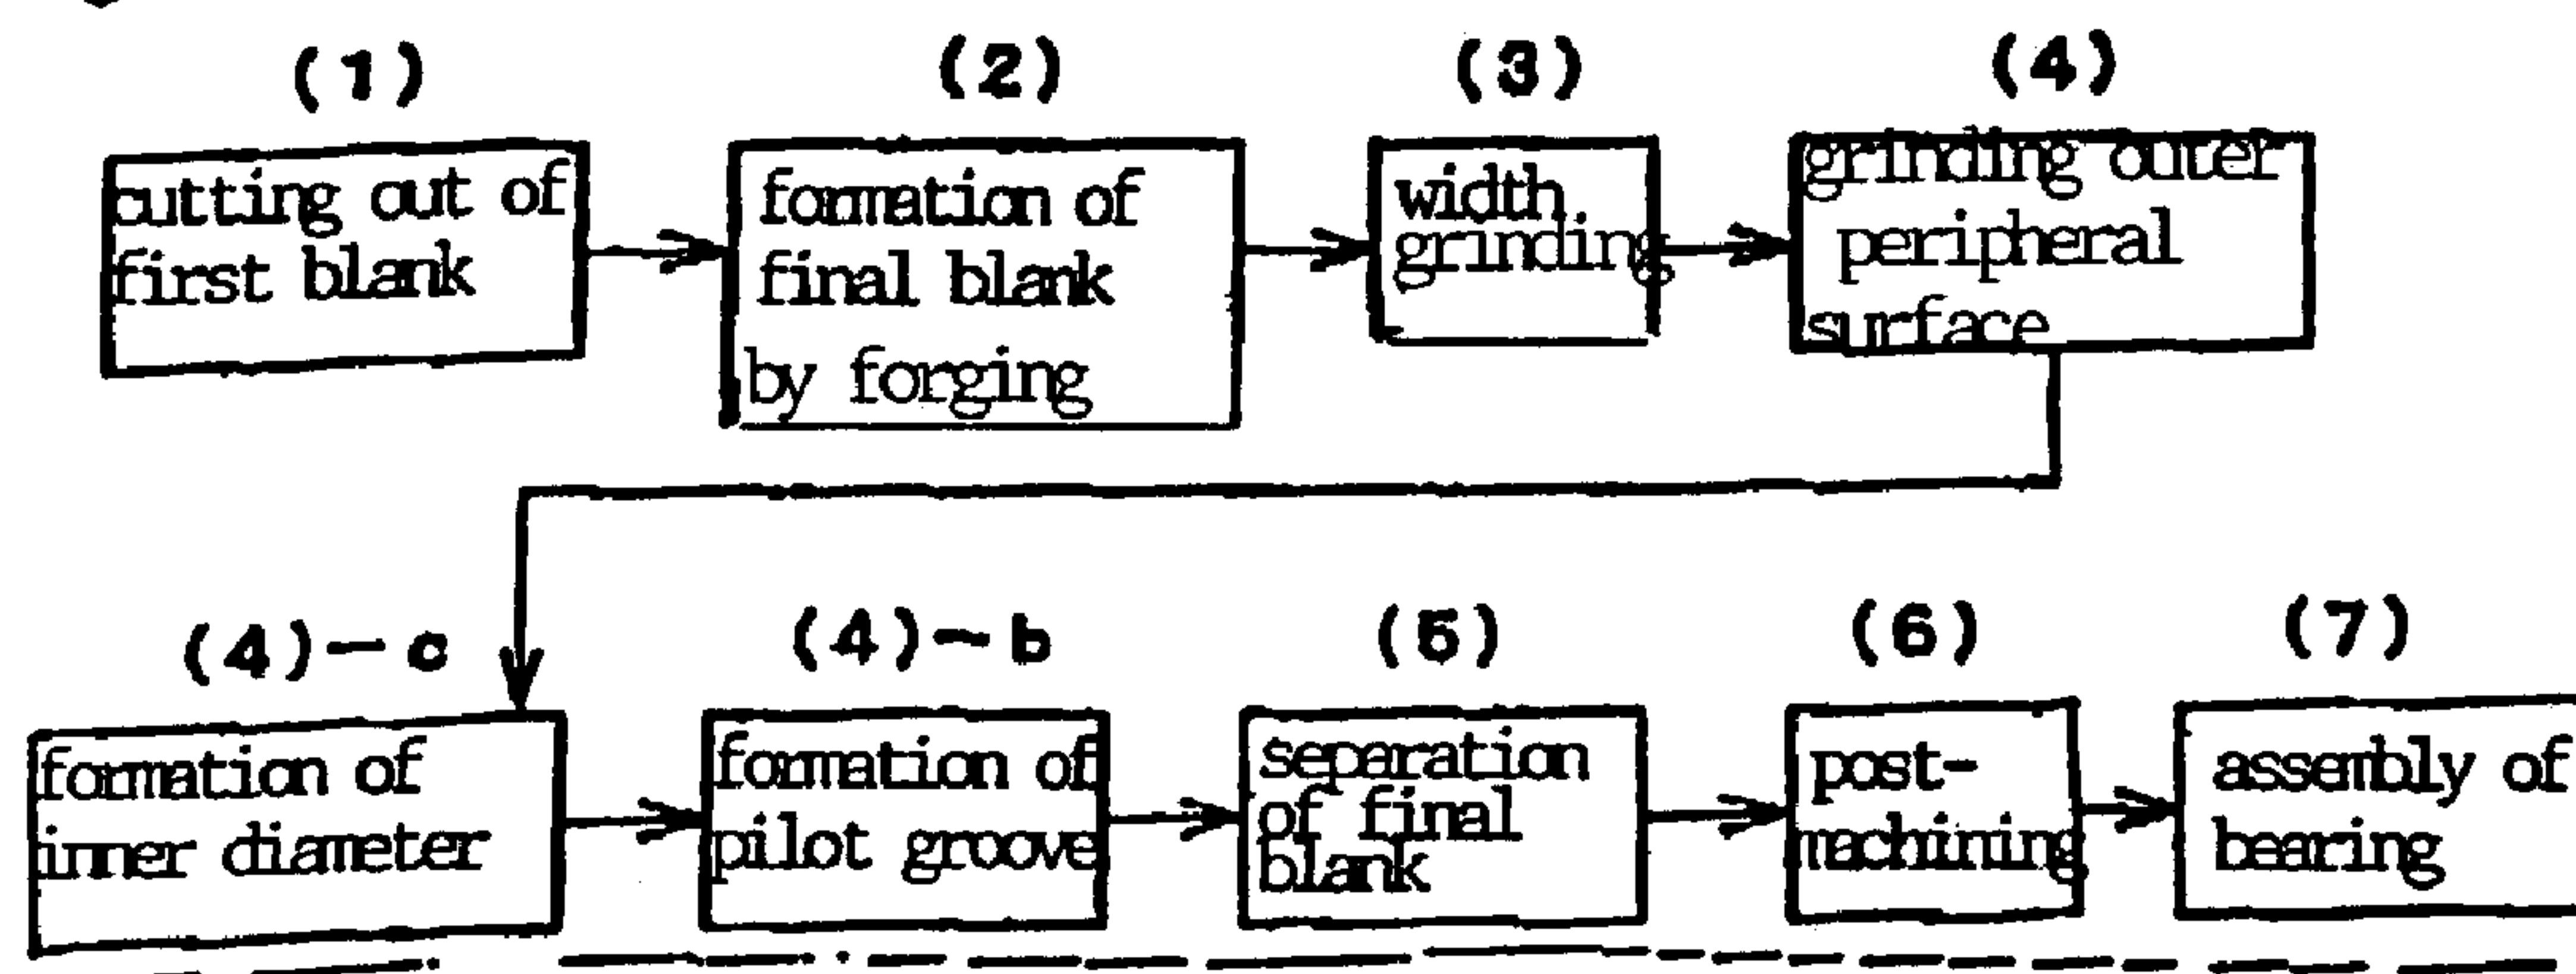 (1)
(2)
(3)
(4)
cutting out of
first blank
formation of
final blank
by forging
width
grinding
grinding outer
peripheral
surface
(4)-c
(4)-b
(5)
(6)
(7)
formation of
inner diameter
formation of
pilot groove
separation
of final
blank
post-
machining
assembly of
bearing